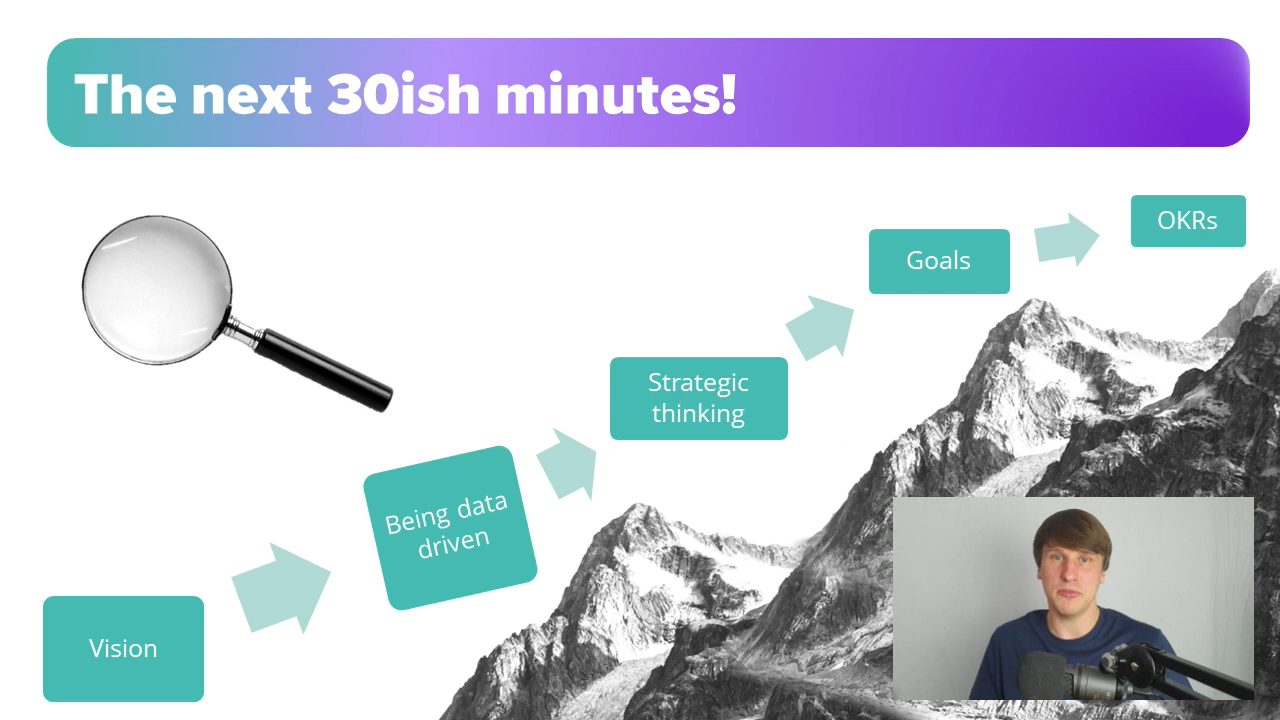 The next 30ish minutes!
Vision
Being data
driven
Strategic
thinking
Goals
OKRs